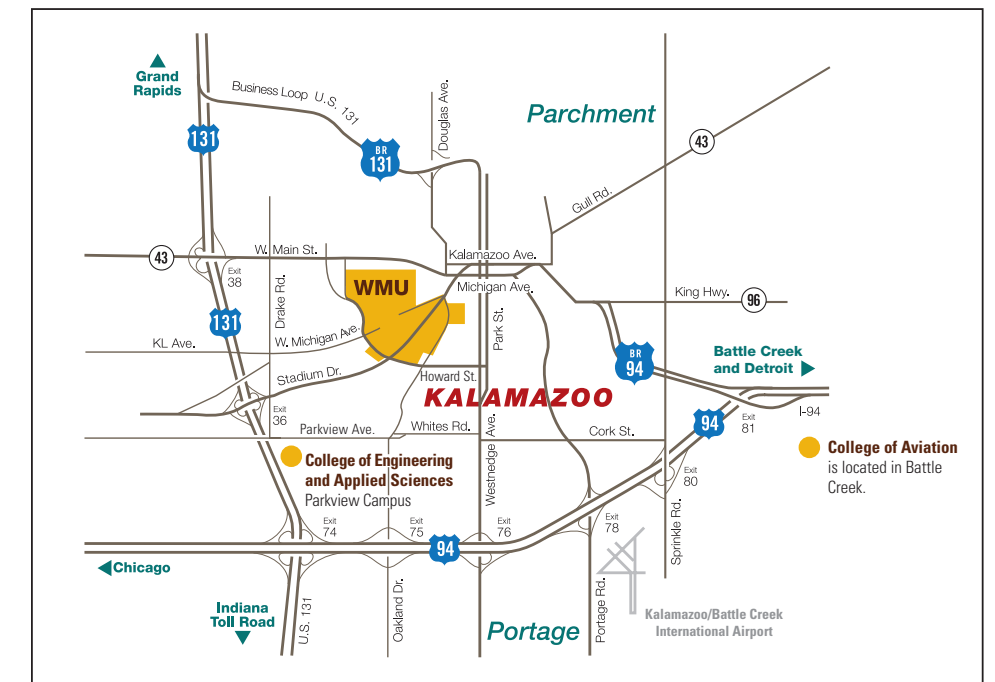 Grand
Rapids
Business Loop U.S. 131
Douglas Ave.
Parchment
131
BR
131
43
Gull Rd.
43
W. Main St.
Kalamazoo Ave.
Exit
38
Drake Rd.
WMU
Michigan Ave.
King Hwy.
96
131
W. Michigan Ave.
Park St.
KL Ave.
Stadium Dr.
Howard St.
BR
94
Battle Creek
and Detroit
KALAMAZOO
I-94
Exit
36
Parkview Ave.
Whites Rd.
Westnedge Ave.
Cork St.
94
Exit
81
College of Engineering
and Applied Sciences
Parkview Campus
College of Aviation
is located in Battle
Creek.
Exit
80
Exit
74
Exit
75
Exit
76
Exit
78
Sprinkle Rd.
94
Chicago
Indiana
Toll Road
U.S. 131
Oakland Dr.
Portage
Portage Rd.
Kalamazoo/Battle Creek
International Airport